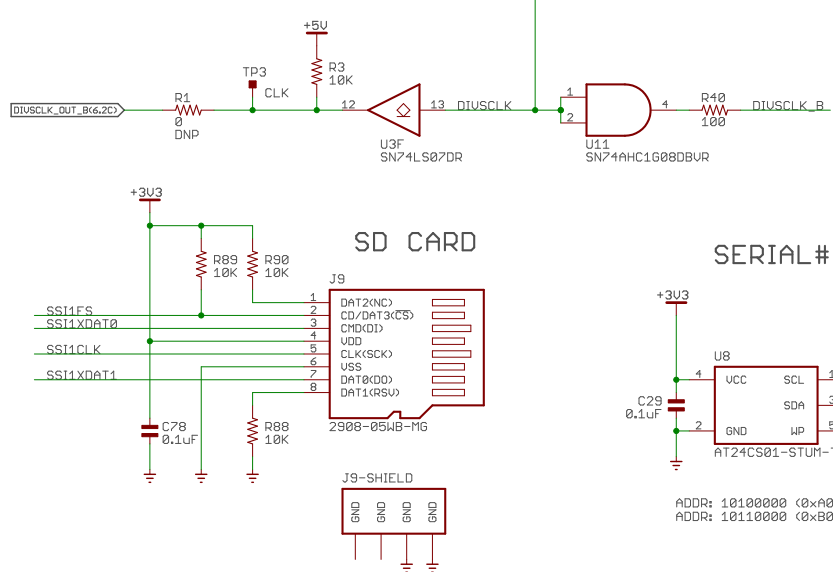 +5V
TP3
CLK
R3
10K
DIVSCLK_OUT_B(6.2C)
R1
0
DNP
12
13
DIVSCLK
U3F
SN74LS07DR
1
2
4
U11
SN74AHC1G08DBVR
R40
100
DIVSCLK_B
+3V3
R89
10K
R90
10K
SD CARD
J9
SSI1FS
SSI1XDAT0
SSI1CLK
SSI1XDAT1
1 DAT2(NC)
2 CD/DAT3(CS)
3 CMD(DI)
4 VDD
5 CLK(SCK)
6 VSS
7 DAT0(DO)
8 DAT1(RSV)
2908-05WB-MG
C78
0.1uF
R88
10K
J9-SHIELD
GND
GND
GND
GND
SERIAL#
+3V3
U8
4 VCC
SCL 1
SDA 3
2 GND
WP 5
C29
0.1uF
AT24CS01-STUM-
ADDR: 10100000 (0xA0
ADDR: 10110000 (0xB0